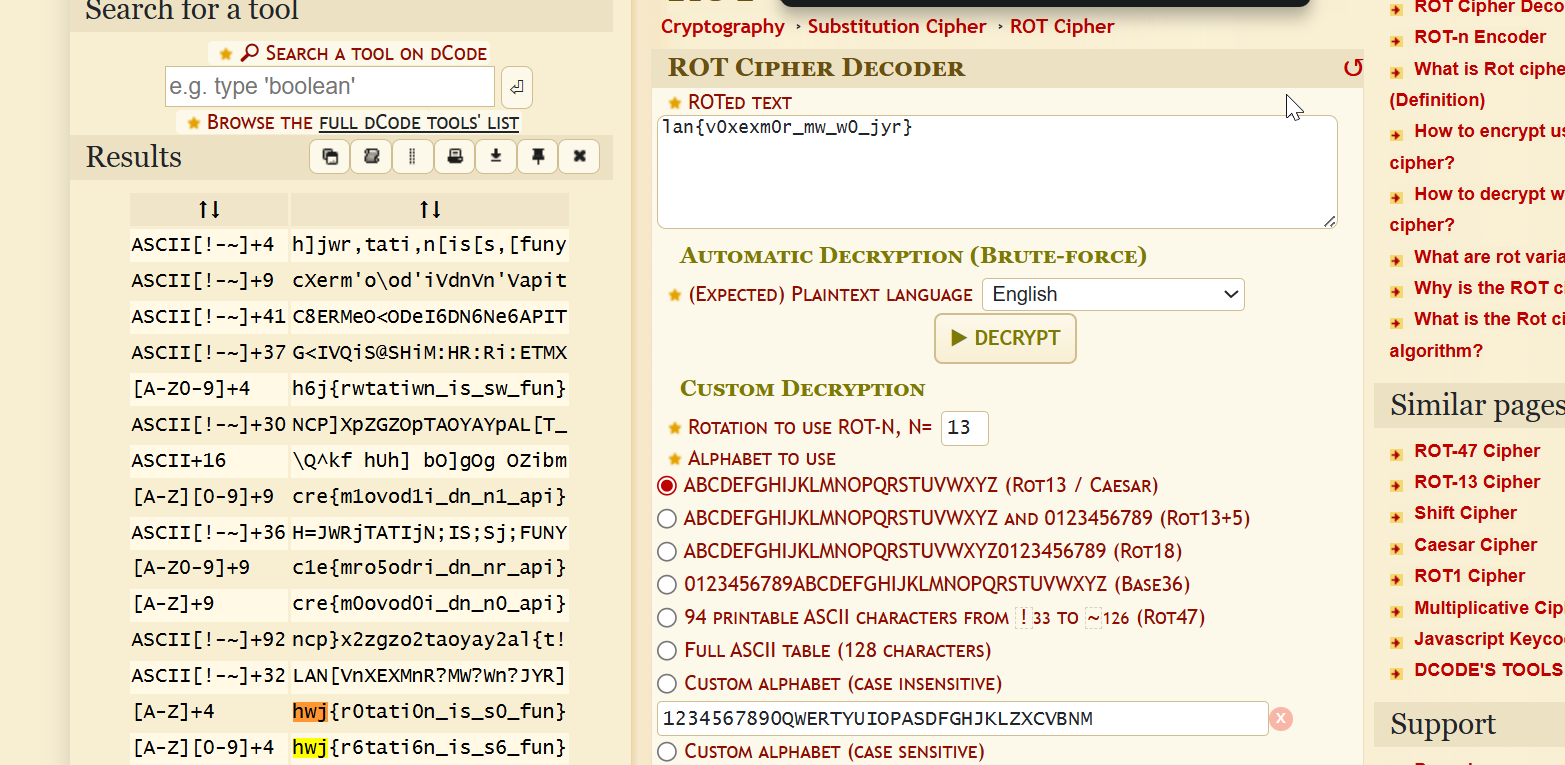 Search for a tool
★ SEARCH A TOOL ON DCODE
e.g. type 'boolean'
★ BROWSE THE FULL DCODE TOOLS' LIST
Results
↑↓ ↑↓
ASCII[!-~]+4 h]jwr,tati,n[is[s,[funy
ASCII[!-~]+9 cXerm'o\od'iVdnVn'Vapit
ASCII[!-~]+41 C8ERMeO<ODeI6DN6Ne6APIT
ASCII[!-~]+37 G<IVQiS@SHiM:HR:Ri:ETMX
[A-Z0-9]+4 h6j{rwtatiwn_is_sw_fun}
ASCII[!-~]+30 NCP]XpZGZOpTAOYAYpAL[T_
ASCII+16 \Q^kf hUh] bO]gOg OZibm
[A-Z][0-9]+9 cre{m1ovod1i_dn_n1_api}
ASCII[!-~]+36 H=JWRjTATIjN;IS;Sj;FUNY
[A-Z0-9]+9 c1e{mro5odri_dn_nr_api}
[A-Z]+9 cre{m0ovod0i_dn_n0_api}
ASCII[!-~]+92 ncp}x2zgzo2taoyay2al{t!
ASCII[!-~]+32 LAN[VnXEXMnR?MW?Wn?JYR]
[A-Z]+4 hwj{r0tati0n_is_s0_fun}
[A-Z][0-9]+4 hwj{r6tati6n_is_s6_fun}
Cryptography › Substitution Cipher › ROT Cipher
ROT CIPHER DECODER
★ ROTED TEXT
lan{v0xexm0r_mw_w0_jyr}
AUTOMATIC DECRYPTION (BRUTE-FORCE)
★ (EXPECTED) PLAINTEXT LANGUAGE English
▶ DECRYPT
CUSTOM DECRYPTION
★ ROTATION TO USE ROT-N, N= 13
★ ALPHABET TO USE
ABCDEFGHIJKLMNOPQRSTUVWXYZ (ROT13 / CAESAR)
ABCDEFGHIJKLMNOPQRSTUVWXYZ AND 0123456789 (ROT13+5)
ABCDEFGHIJKLMNOPQRSTUVWXYZ0123456789 (ROT18)
0123456789ABCDEFGHIJKLMNOPQRSTUVWXYZ (BASE36)
94 PRINTABLE ASCII CHARACTERS FROM ! 33 TO ~ 126 (ROT47)
FULL ASCII TABLE (128 CHARACTERS)
CUSTOM ALPHABET (CASE INSENSITIVE)
1234567890QWERTYUIOPASDFGHJKLZXCVBNM X
CUSTOM ALPHABET (CASE SENSITIVE)
ROT Cipher Deco
ROT-n Encoder
What is Rot ciphe
(Definition)
How to encrypt us
cipher?
How to decrypt w
cipher?
What are rot varia
Why is the ROT ci
What is the Rot ci
algorithm?
Similar pages
ROT-47 Cipher
ROT-13 Cipher
Shift Cipher
Caesar Cipher
ROT1 Cipher
Multiplicative Cip
Javascript Keyco
DCODE'S TOOLS
Support